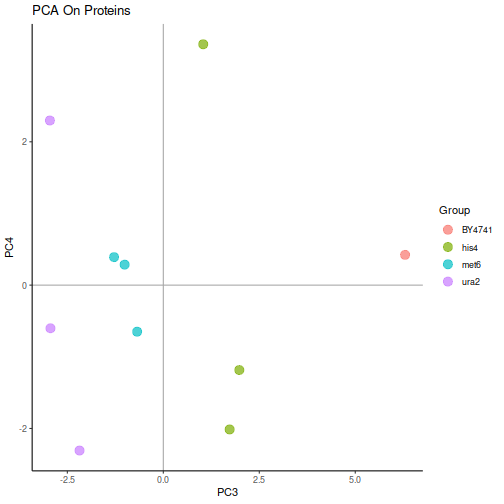 PCA On Proteins
PC4
2
0
-2
-2.5
0.0
2.5
5.0
PC3
Group
BY4741
his4
met6
ura2